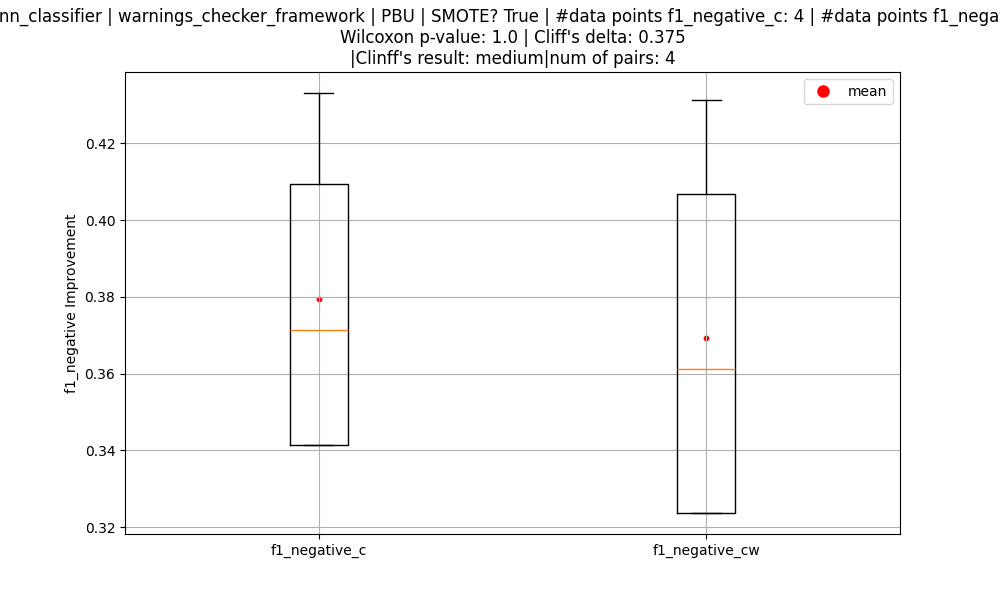 nn_classifier | warnings_checker_framework | PBU | SMOTE? True | #data points f1_negative_c: 4 | #data points f1_nega
Wilcoxon p-value: 1.0 | Cliff's delta: 0.375
|Clinff's result: medium|num of pairs: 4
mean
0.42
0.40
0.38
0.36
0.34
0.32
f1_negative Improvement
f1_negative_c
f1_negative_cw